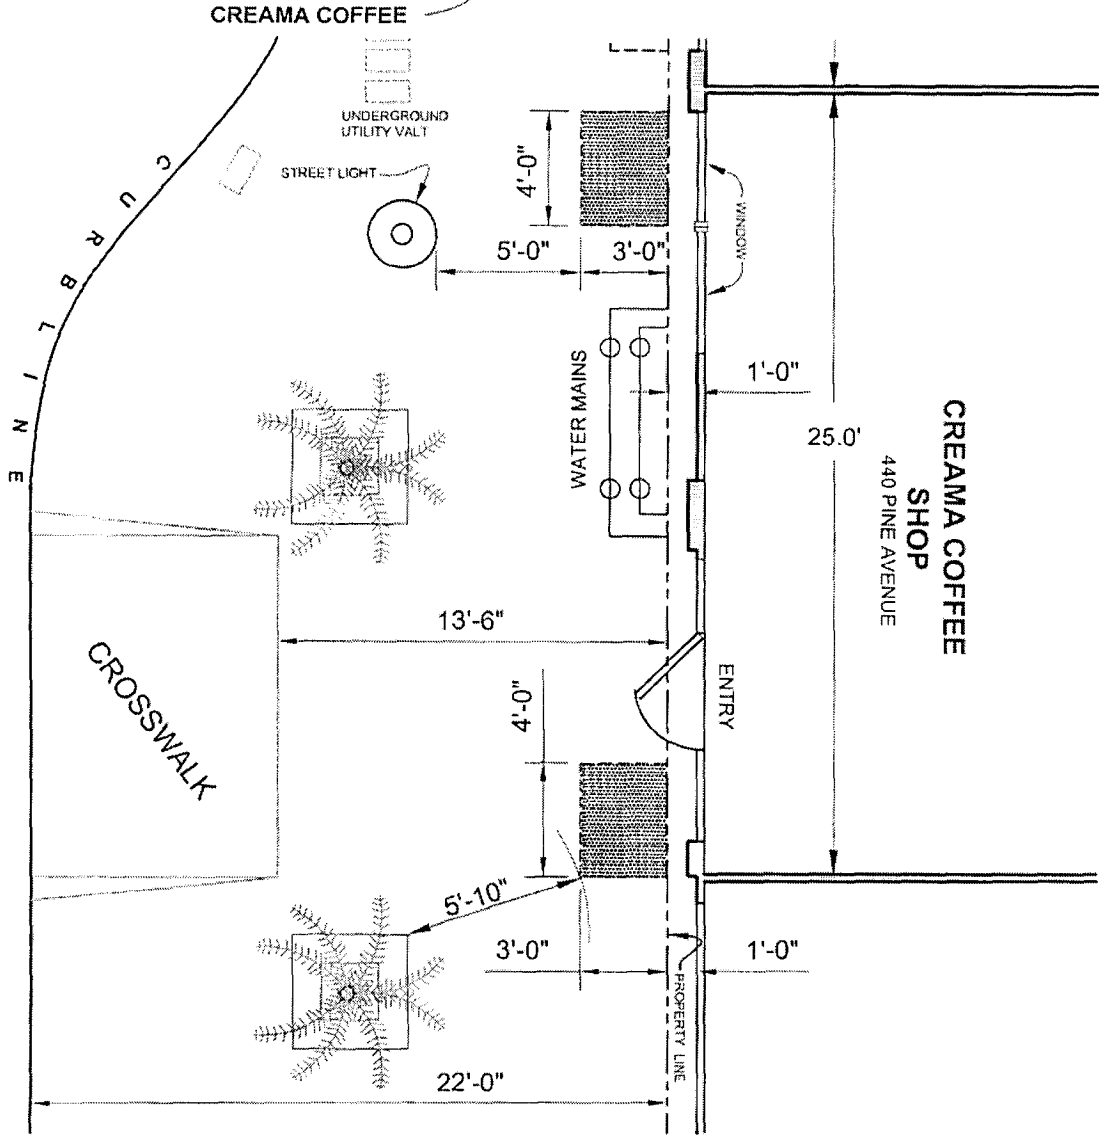 CREAMA COFFEE
UNDERGROUND
UTILITY VALT
STREET LIGHT
CURB LINE
4'-0"
5'-0"
3'-0"
WINDOW
WATER MAINS
1'-0"
25.0'
CREAMA COFFEE
SHOP
440 PINE AVENUE
13'-6"
CROSSWALK
4'-0"
ENTRY
5'-10"
3'-0"
1'-0"
PROPERTY LINE
22'-0"